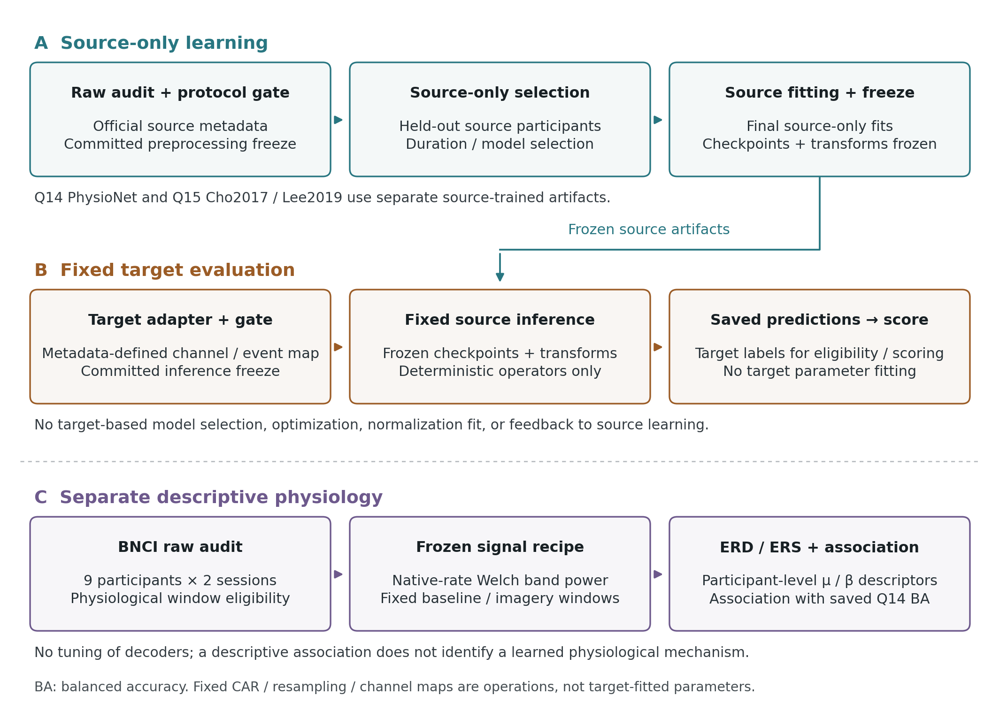 A Source-only learning
Raw audit + protocol gate
Official source metadata
Committed preprocessing freeze
Source-only selection
Held-out source participants
Duration / model selection
Source fitting + freeze
Final source-only fits
Checkpoints + transforms frozen
Q14 PhysioNet and Q15 Cho2017 / Lee2019 use separate source-trained artifacts.
Frozen source artifacts
B Fixed target evaluation
Target adapter + gate
Metadata-defined channel / event map
Committed inference freeze
Fixed source inference
Frozen checkpoints + transforms
Deterministic operators only
Saved predictions → score
Target labels for eligibility / scoring
No target parameter fitting
No target-based model selection, optimization, normalization fit, or feedback to source learning.
C Separate descriptive physiology
BNCI raw audit
9 participants × 2 sessions
Physiological window eligibility
Frozen signal recipe
Native-rate Welch band power
Fixed baseline / imagery windows
ERD / ERS + association
Participant-level μ / β descriptors
Association with saved Q14 BA
No tuning of decoders; a descriptive association does not identify a learned physiological mechanism.
BA: balanced accuracy. Fixed CAR / resampling / channel maps are operations, not target-fitted parameters.